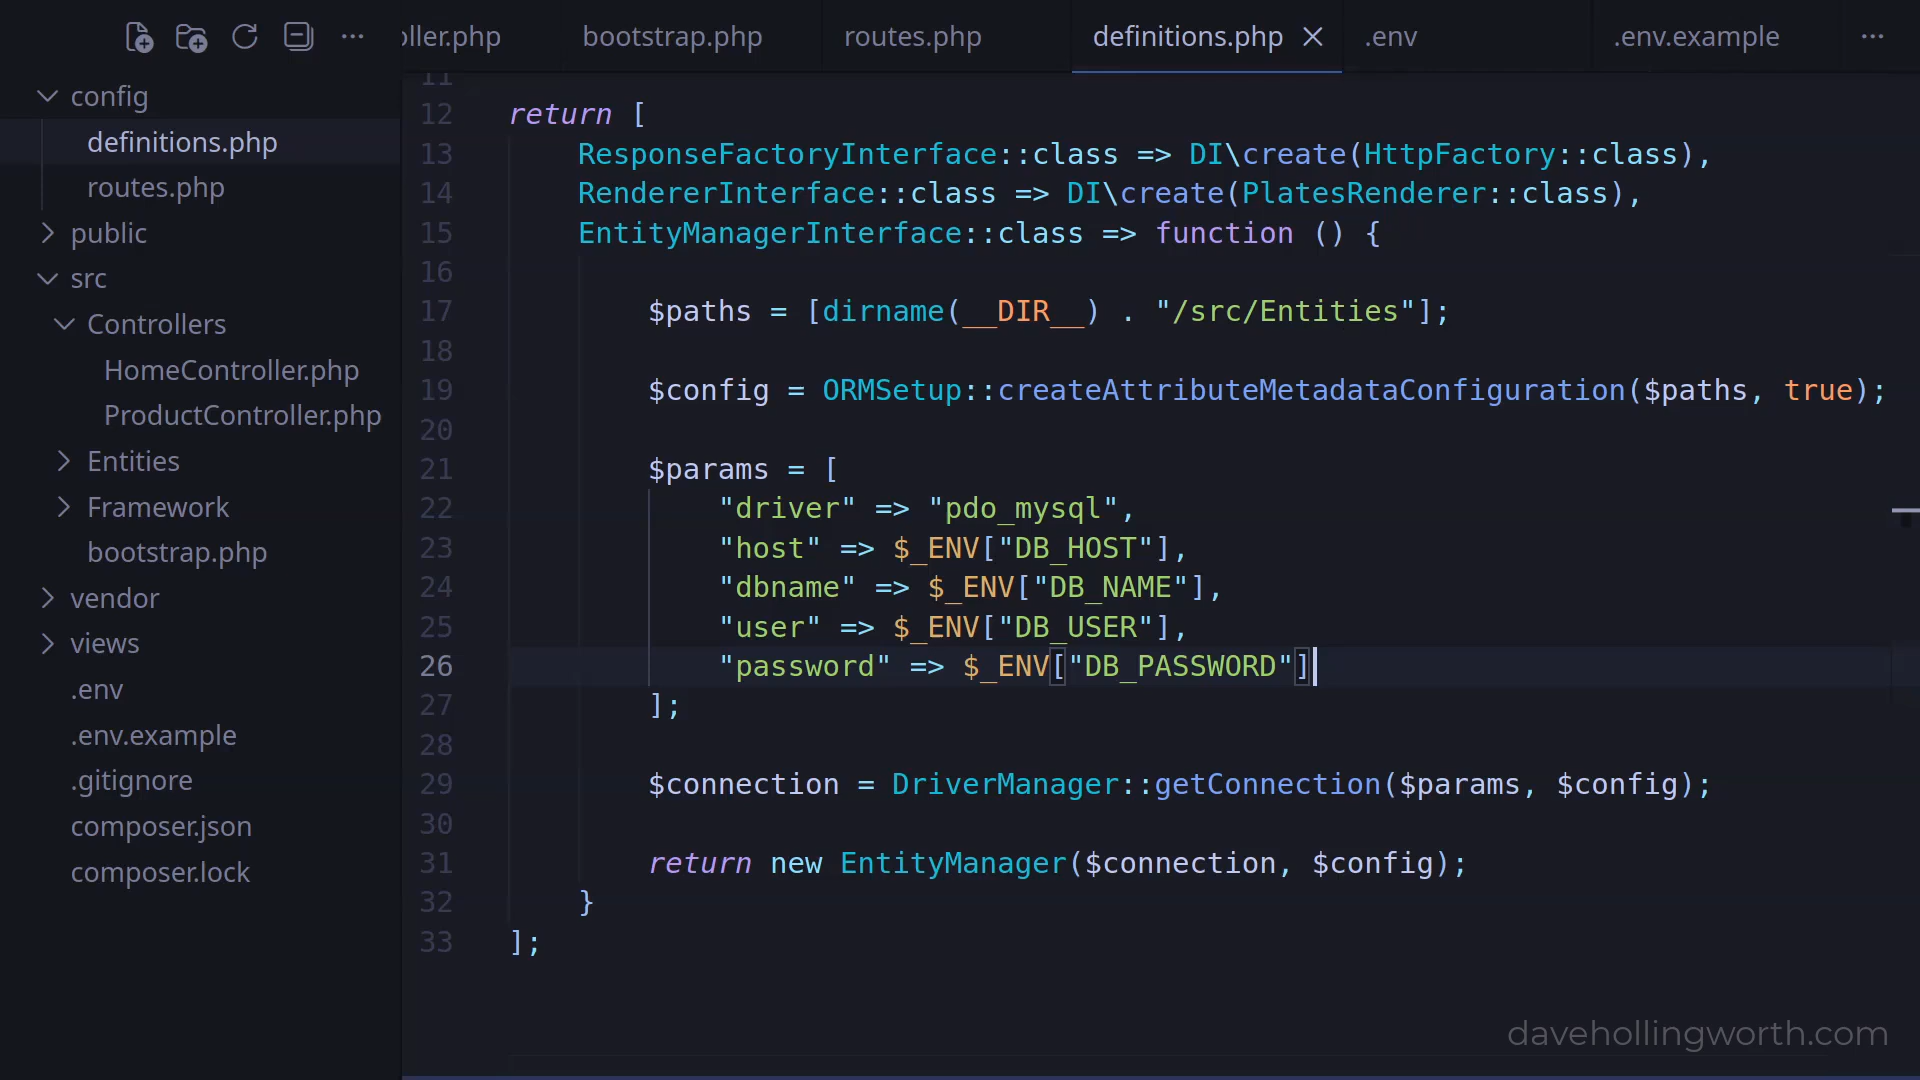 ller.php
bootstrap.php
routes.php
definitions.php
.env
.env.example
config
definitions.php
routes.php
public
src
Controllers
HomeController.php
ProductController.php
Entities
Framework
bootstrap.php
vendor
views
.env
.env.example
.gitignore
composer.json
composer.lock
11
12 return [
13 ResponseFactoryInterface::class => DI\create(HttpFactory::class),
14 RendererInterface::class => DI\create(PlatesRenderer::class),
15 EntityManagerInterface::class => function () {
16
17 $paths = [dirname(__DIR__) . "/src/Entities"];
18
19 $config = ORMSetup::createAttributeMetadataConfiguration($paths, true);
20
21 $params = [
22 "driver" => "pdo_mysql",
23 "host" => $_ENV["DB_HOST"],
24 "dbname" => $_ENV["DB_NAME"],
25 "user" => $_ENV["DB_USER"],
26 "password" => $_ENV["DB_PASSWORD"]
27 ];
28
29 $connection = DriverManager::getConnection($params, $config);
30
31 return new EntityManager($connection, $config);
32 }
33 ];
davehollingworth.com